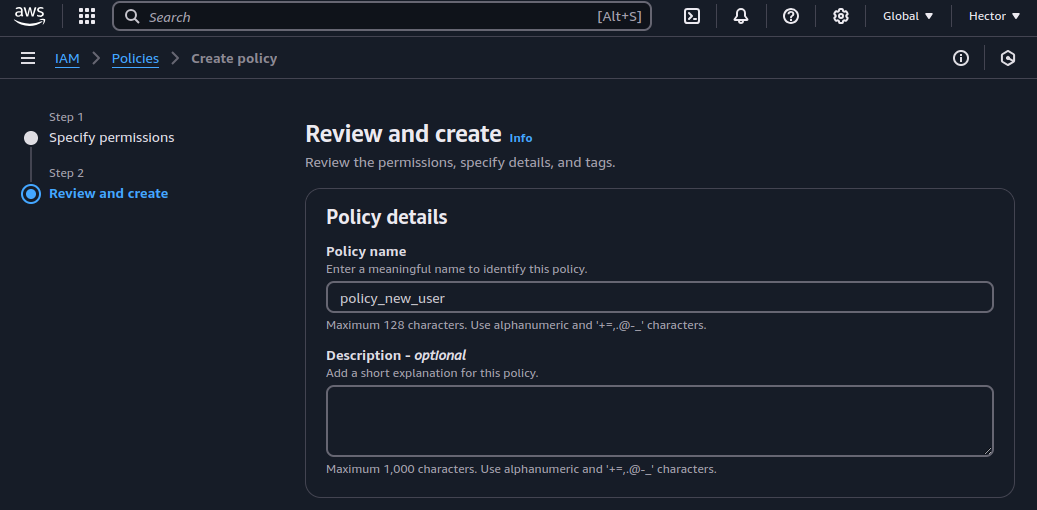 aws
Search [Alt+S] Global Hector
IAM Policies Create policy
Step 1
Specify permissions
Step 2
Review and create
Review and create Info
Review the permissions, specify details, and tags.
Policy details
Policy name
Enter a meaningful name to identify this policy.
policy_new_user
Maximum 128 characters. Use alphanumeric and '+=,.@-_' characters.
Description - optional
Add a short explanation for this policy.
Maximum 1,000 characters. Use alphanumeric and '+=,.@-_' characters.